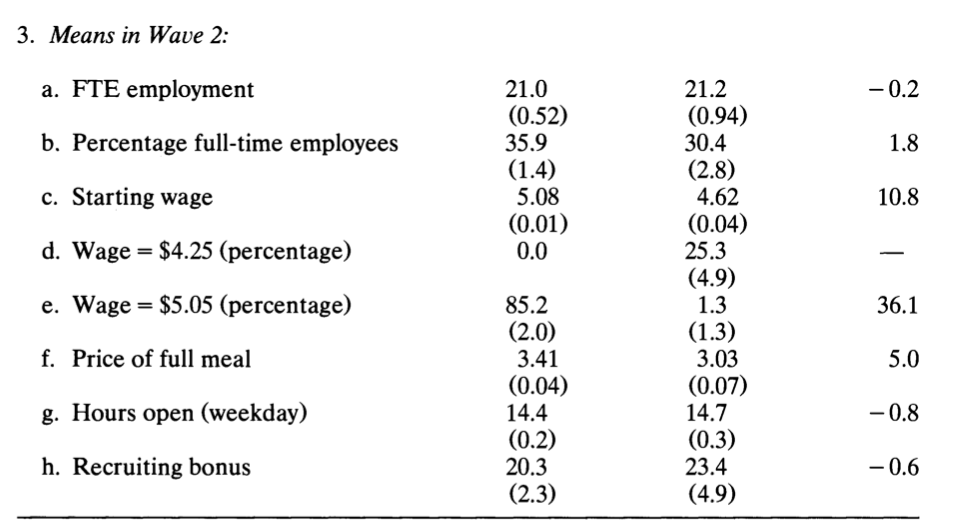 3. Means in Wave 2:
a. FTE employment 21.0 21.2 −0.2
(0.52) (0.94)
b. Percentage full-time employees 35.9 30.4 1.8
(1.4) (2.8)
c. Starting wage 5.08 4.62 10.8
(0.01) (0.04)
d. Wage = $4.25 (percentage) 0.0 25.3 —
(4.9)
e. Wage = $5.05 (percentage) 85.2 1.3 36.1
(2.0) (1.3)
f. Price of full meal 3.41 3.03 5.0
(0.04) (0.07)
g. Hours open (weekday) 14.4 14.7 −0.8
(0.2) (0.3)
h. Recruiting bonus 20.3 23.4 −0.6
(2.3) (4.9)